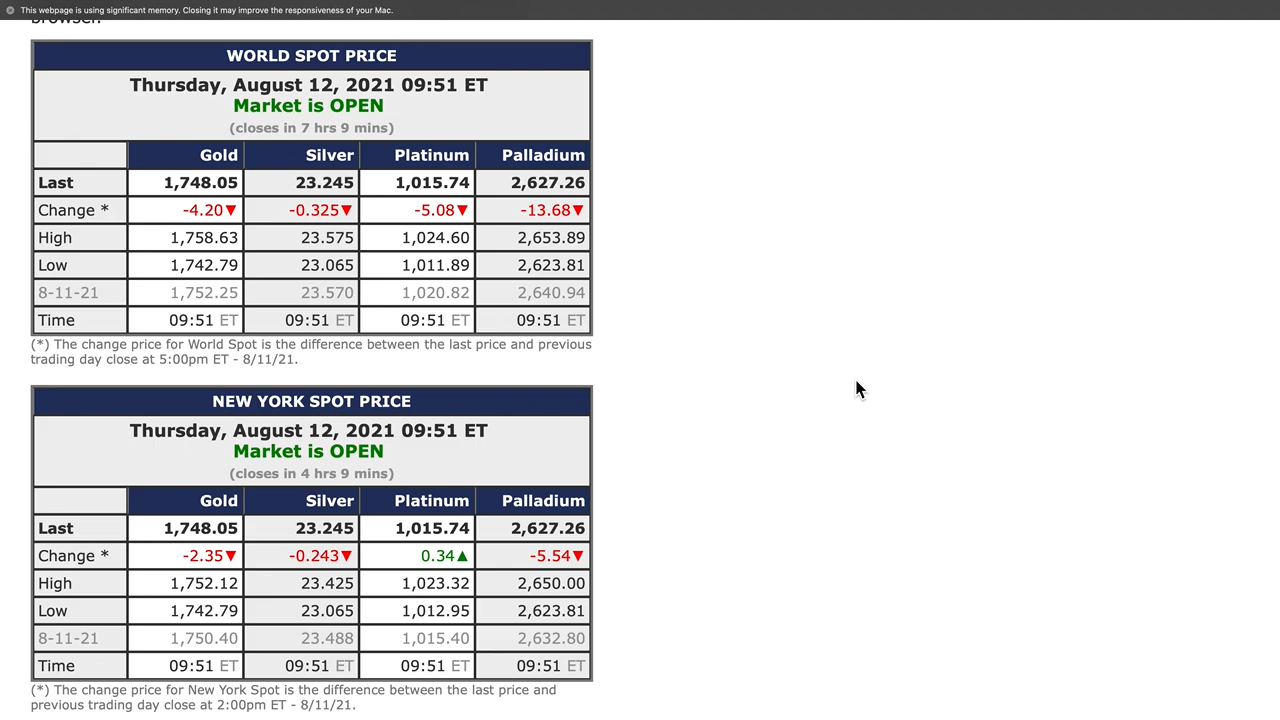 This webpage is using significant memory. Closing it may improve the responsiveness of your Mac.
browser.
WORLD SPOT PRICE
Thursday, August 12, 2021 09:51 ET
Market is OPEN
(closes in 7 hrs 9 mins)
Gold Silver Platinum Palladium
Last 1,748.05 23.245 1,015.74 2,627.26
Change * -4.20▼ -0.325▼ -5.08▼ -13.68▼
High 1,758.63 23.575 1,024.60 2,653.89
Low 1,742.79 23.065 1,011.89 2,623.81
8-11-21 1,752.25 23.570 1,020.82 2,640.94
Time 09:51 ET 09:51 ET 09:51 ET 09:51 ET
(*) The change price for World Spot is the difference between the last price and previous
trading day close at 5:00pm ET - 8/11/21.
NEW YORK SPOT PRICE
Thursday, August 12, 2021 09:51 ET
Market is OPEN
(closes in 4 hrs 9 mins)
Gold Silver Platinum Palladium
Last 1,748.05 23.245 1,015.74 2,627.26
Change * -2.35▼ -0.243▼ 0.34▲ -5.54▼
High 1,752.12 23.425 1,023.32 2,650.00
Low 1,742.79 23.065 1,012.95 2,623.81
8-11-21 1,750.40 23.488 1,015.40 2,632.80
Time 09:51 ET 09:51 ET 09:51 ET 09:51 ET
(*) The change price for New York Spot is the difference between the last price and
previous trading day close at 2:00pm ET - 8/11/21.